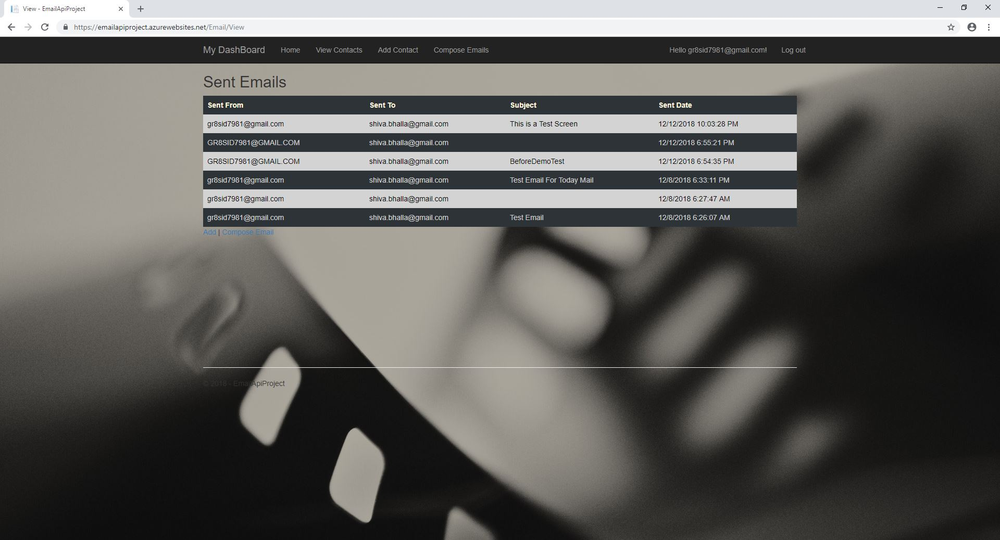 View - EmailApiProject
https://emailapiproject.azurewebsites.net/Email/View
My DashBoard Home View Contacts Add Contact Compose Emails Hello gr8sid7981@gmail.com! Log out
Sent Emails
Sent From Sent To Subject Sent Date
gr8sid7981@gmail.com shiva.bhalla@gmail.com This is a Test Screen 12/12/2018 10:03:28 PM
GR8SID7981@GMAIL.COM shiva.bhalla@gmail.com 12/12/2018 6:55:21 PM
GR8SID7981@GMAIL.COM shiva.bhalla@gmail.com BeforeDemoTest 12/12/2018 6:54:35 PM
gr8sid7981@gmail.com shiva.bhalla@gmail.com Test Email For Today Mail 12/8/2018 6:33:11 PM
gr8sid7981@gmail.com shiva.bhalla@gmail.com 12/8/2018 6:27:47 AM
gr8sid7981@gmail.com shiva.bhalla@gmail.com Test Email 12/8/2018 6:26:07 AM
Add | Compose Email
© 2018 - EmailApiProject